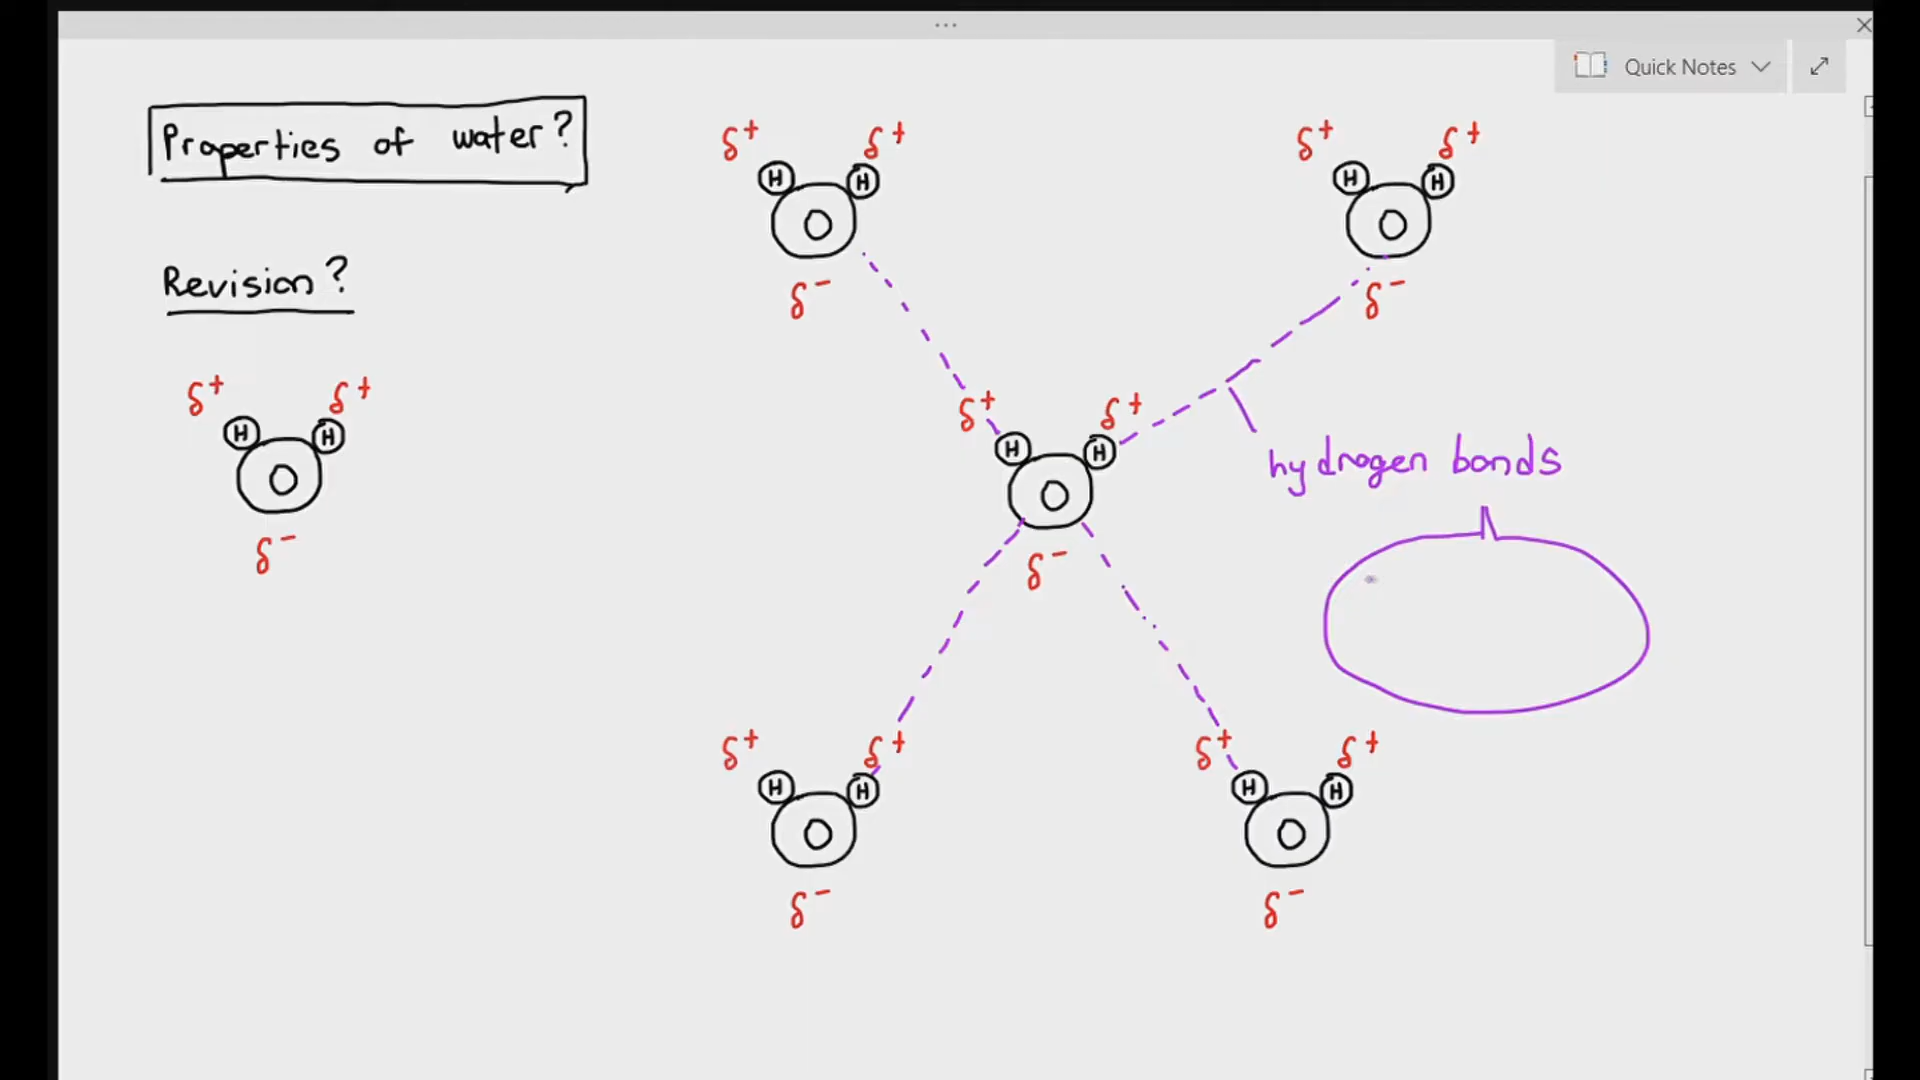 Quick Notes
Properties of water?
Revision?
δ+ δ+
H H
O
δ-
δ+ δ+
H H
O
δ-
δ+ δ+
H H
O
δ-
δ+ δ+
H H
O
δ-
hydrogen bonds
δ+ δ+
H H
O
δ-
δ+ δ+
H H
O
δ-